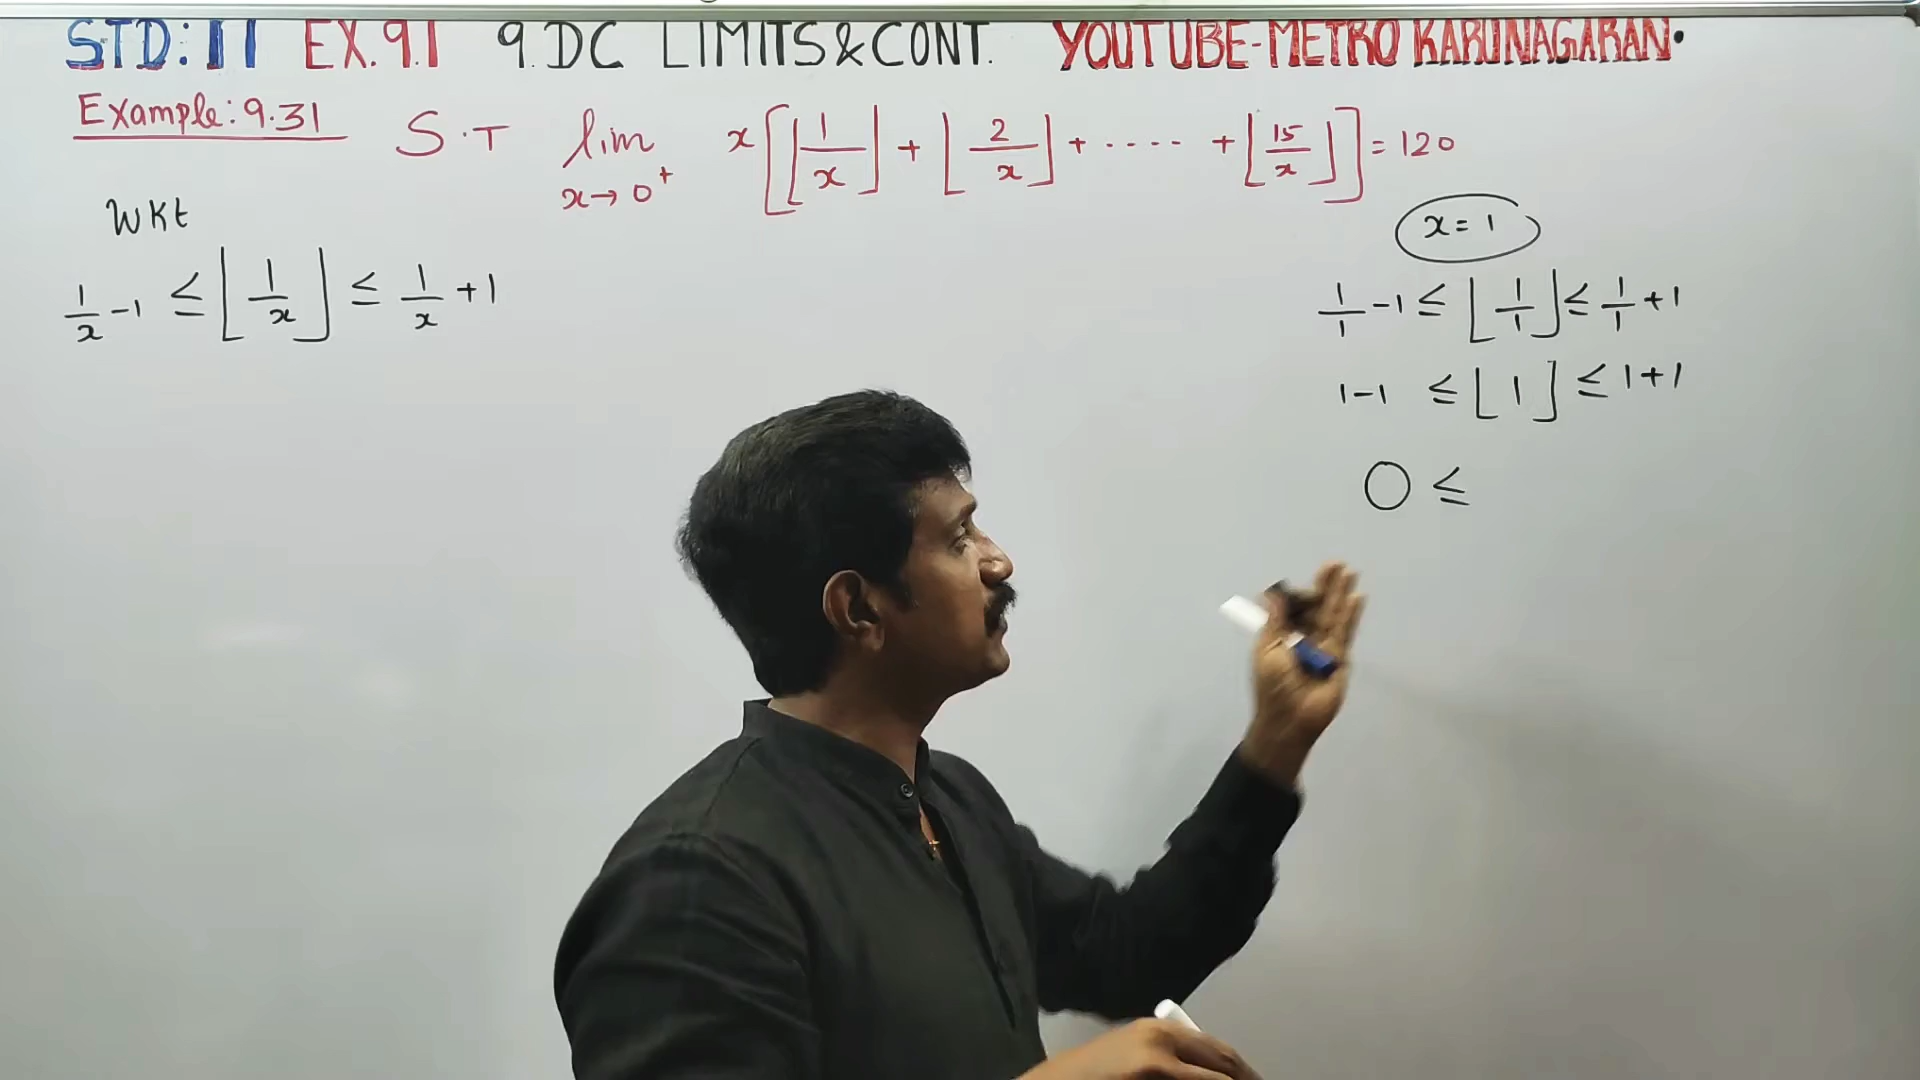 STD: 11 EX. 9.1 9. DC LIMITS & CONT. YOUTUBE-METRO KARUNAGARAN.
Example: 9.31 S.T lim x→0⁺ x[⌊1/x⌋ + ⌊2/x⌋ + .... + ⌊15/x⌋] = 120
WKt
x = 1
1/x - 1 ≤ ⌊1/x⌋ ≤ 1/x + 1
1/1 - 1 ≤ ⌊1/1⌋ ≤ 1/1 + 1
1-1 ≤ ⌊1⌋ ≤ 1+1
0 ≤